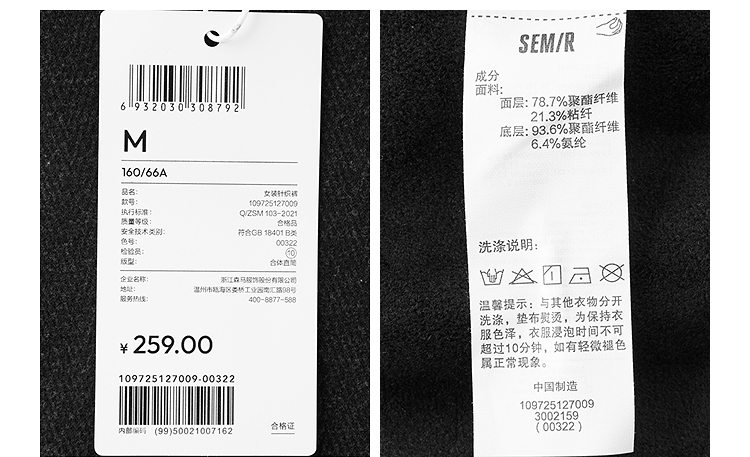 6 932030 308792
M
160/66A
品名: 女装针织裤
款号: 109725127009
执行标准: Q/ZSM 103-2021
质量等级: 合格品
安全技术类别: 符合GB 18401 B类
色号: 00322
检验员: 10
版型: 合体直筒
企业名称: 浙江森马服饰股份有限公司
地址: 温州市瓯海区娄桥工业园南汇路98号
服务热线: 400-8877-588
¥ 259.00
109725127009-00322
内部编码 (99)50021007162
合格证
SEM/R
成分
面料:
面层: 78.7%聚酯纤维
21.3%粘纤
底层: 93.6%聚酯纤维
6.4%氨纶
洗涤说明:
温馨提示: 与其他衣物分开
洗涤, 垫布熨烫, 为保持衣
服色泽, 衣服浸泡时间不可
超过10分钟, 如有轻微褪色
属正常现象。
中国制造
109725127009
3002159
(00322)